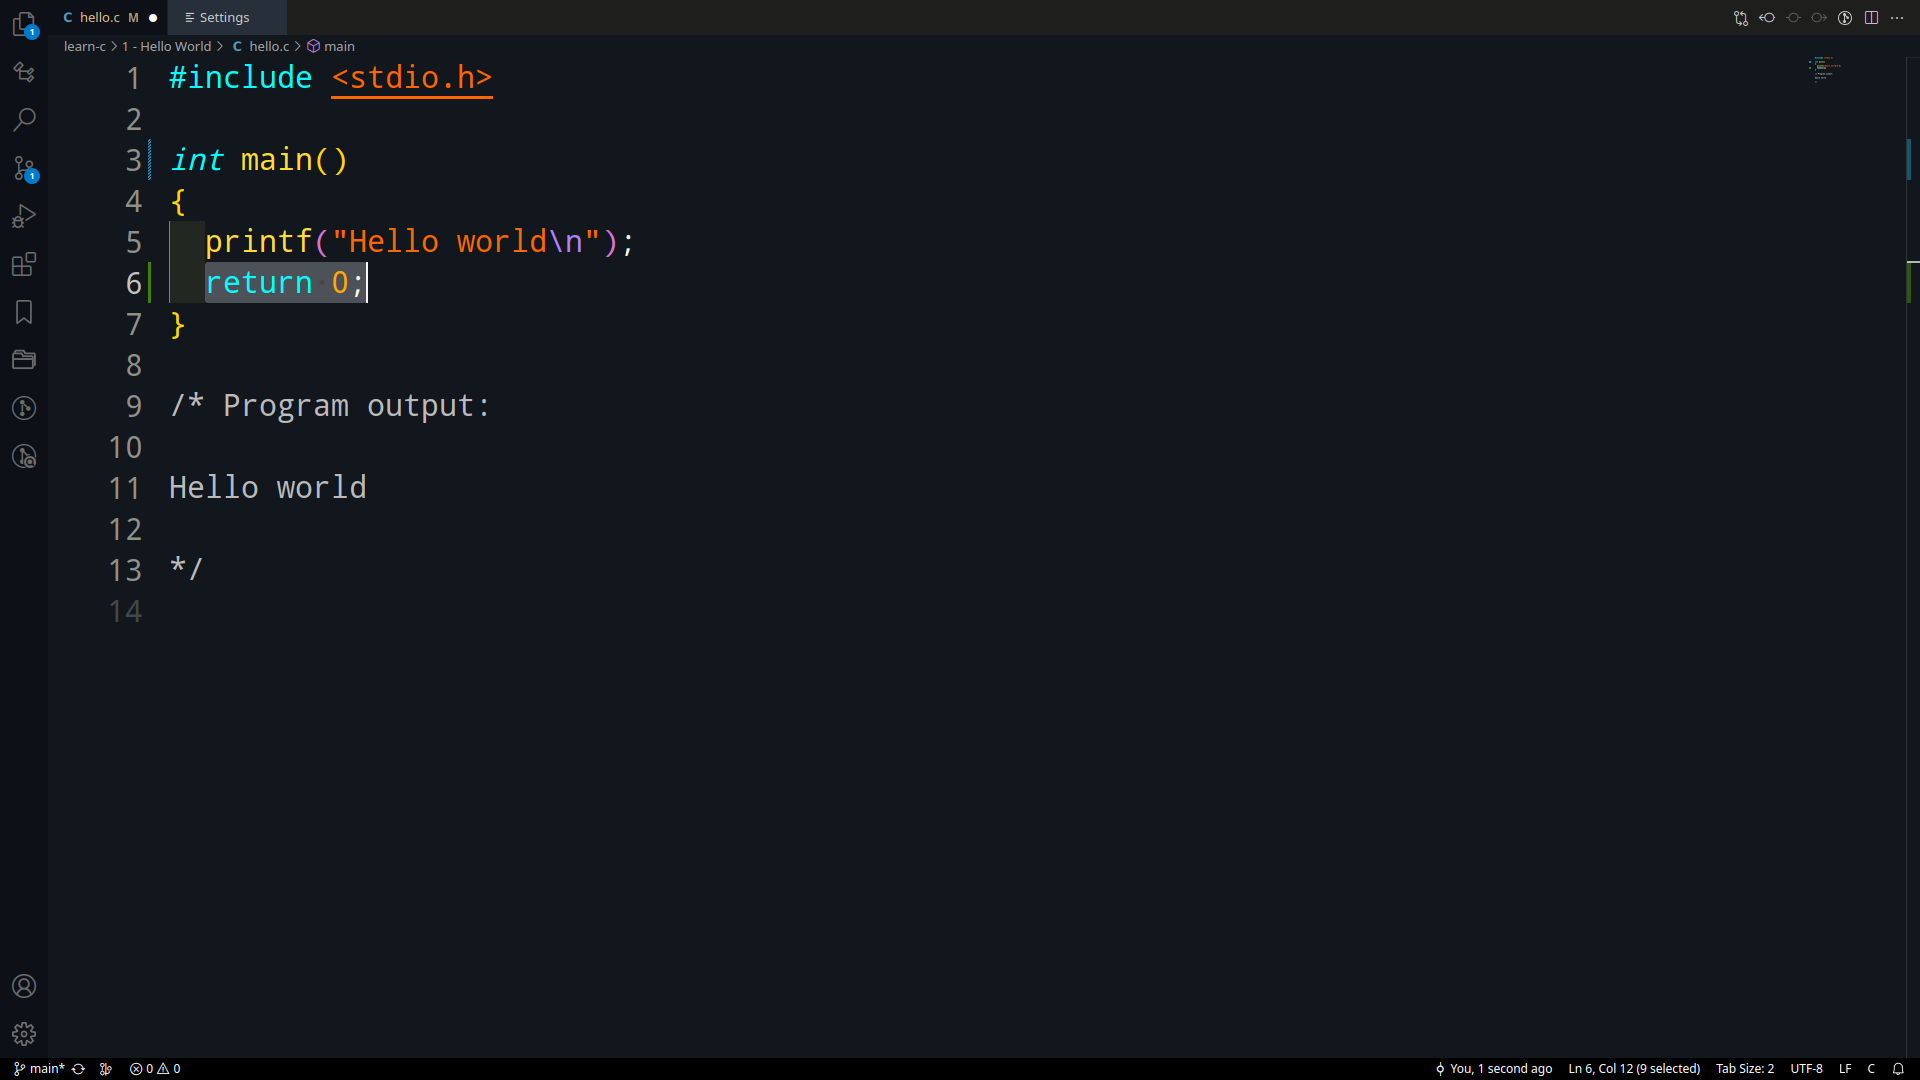 hello.c M
Settings
learn-c > 1 - Hello World > C hello.c > main
1 #include <stdio.h>
2
3 int main()
4 {
5 printf("Hello world\n");
6 return 0;
7 }
8
9 /* Program output:
10
11 Hello world
12
13 */
14
1
1
main* 0 0 You, 1 second ago Ln 6, Col 12 (9 selected) Tab Size: 2 UTF-8 LF C